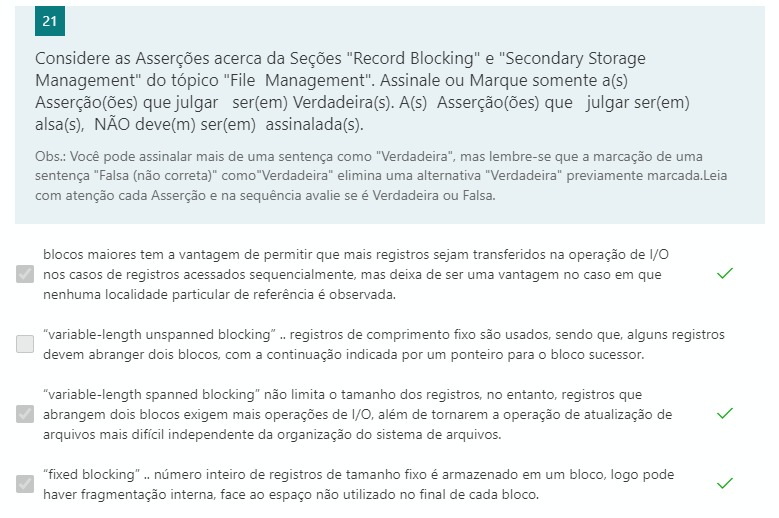 21
Considere as Asserções acerca da Seções "Record Blocking" e "Secondary Storage
Management" do tópico "File  Management". Assinale ou Marque somente a(s)
Asserção(ões) que julgar   ser(em) Verdadeira(s). A(s)  Asserção(ões) que   julgar ser(em)
alsa(s),  NÃO deve(m) ser(em)  assinalada(s).
Obs.: Você pode assinalar mais de uma sentença como "Verdadeira", mas lembre-se que a marcação de uma
sentença "Falsa (não correta)" como"Verdadeira" elimina uma alternativa "Verdadeira" previamente marcada.Leia
com atenção cada Asserção e na sequência avalie se é Verdadeira ou Falsa.
blocos maiores tem a vantagem de permitir que mais registros sejam transferidos na operação de I/O
nos casos de registros acessados sequencialmente, mas deixa de ser uma vantagem no caso em que
nenhuma localidade particular de referência é observada.
“variable-length unspanned blocking” .. registros de comprimento fixo são usados, sendo que, alguns registros
devem abranger dois blocos, com a continuação indicada por um ponteiro para o bloco sucessor.
“variable-length spanned blocking” não limita o tamanho dos registros, no entanto, registros que
abrangem dois blocos exigem mais operações de I/O, além de tornarem a operação de atualização de
arquivos mais difícil independente da organização do sistema de arquivos.
“fixed blocking” .. número inteiro de registros de tamanho fixo é armazenado em um bloco, logo pode
haver fragmentação interna, face ao espaço não utilizado no final de cada bloco.